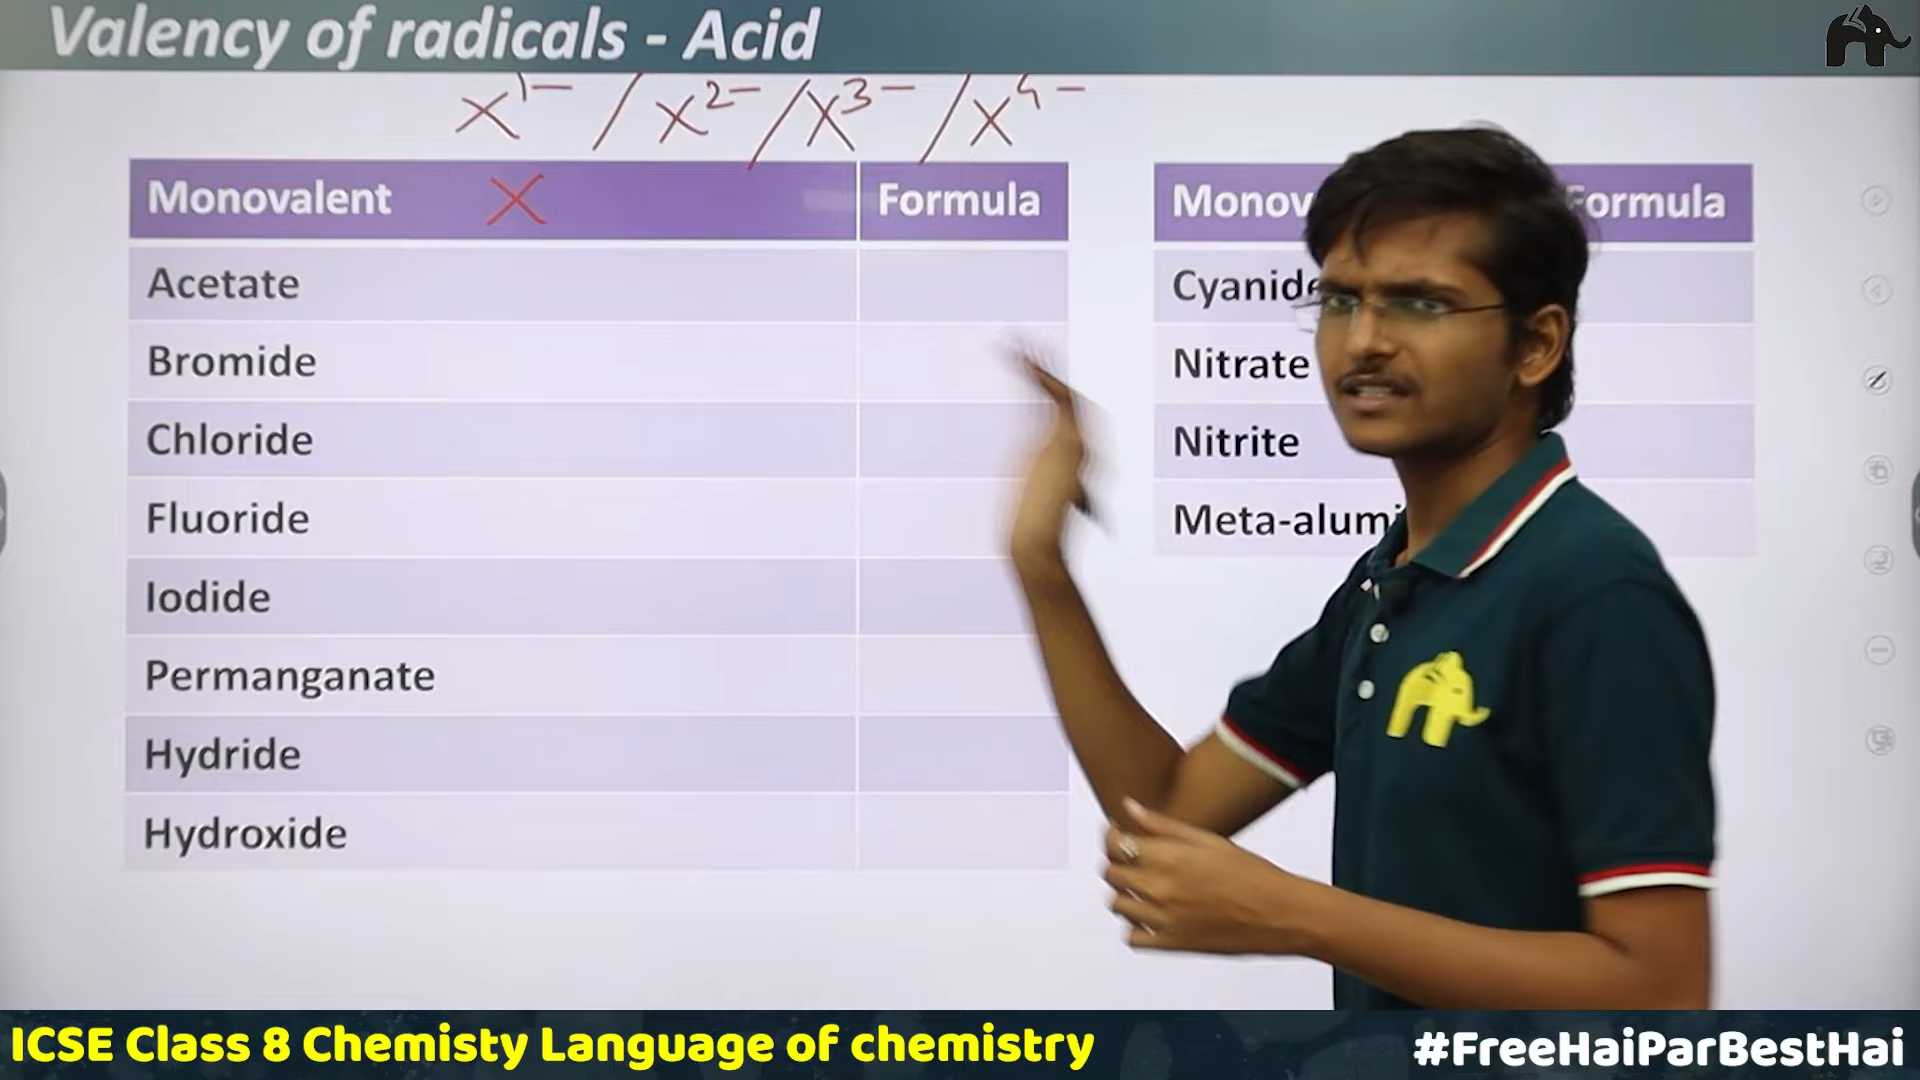 Valency of radicals - Acid
X¹⁻ / X²⁻ / X³⁻ / X⁴⁻
Monovalent X Formula
Acetate
Bromide
Chloride
Fluoride
Iodide
Permanganate
Hydride
Hydroxide
Formula
Nitrate
Nitrite
ICSE Class 8 Chemisty Language of chemistry
#FreeHaiParBestHai